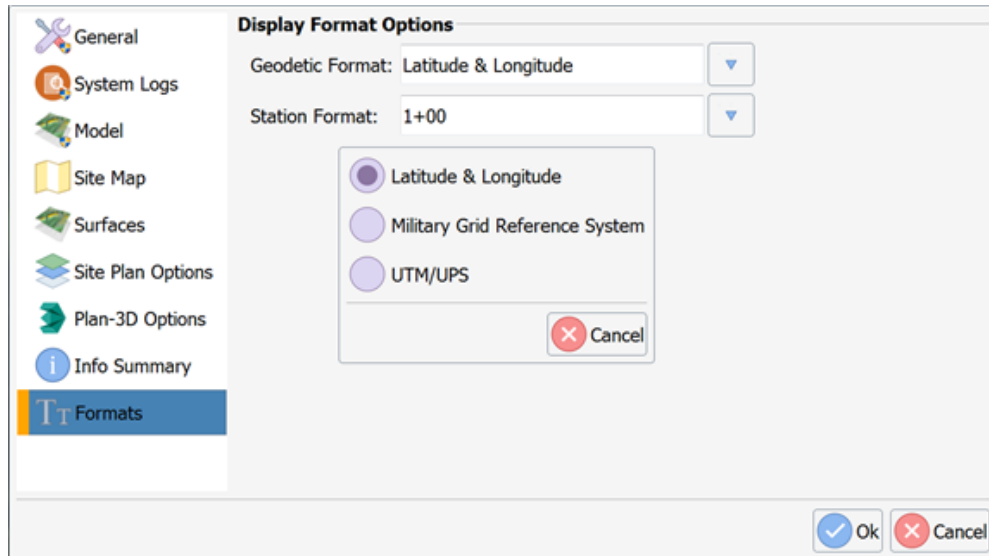 General
System Logs
Model
Site Map
Surfaces
Site Plan Options
Plan-3D Options
Info Summary
TT Formats
Display Format Options
Geodetic Format: Latitude & Longitude
Station Format: 1+00
Latitude & Longitude
Military Grid Reference System
UTM/UPS
Cancel
Ok Cancel